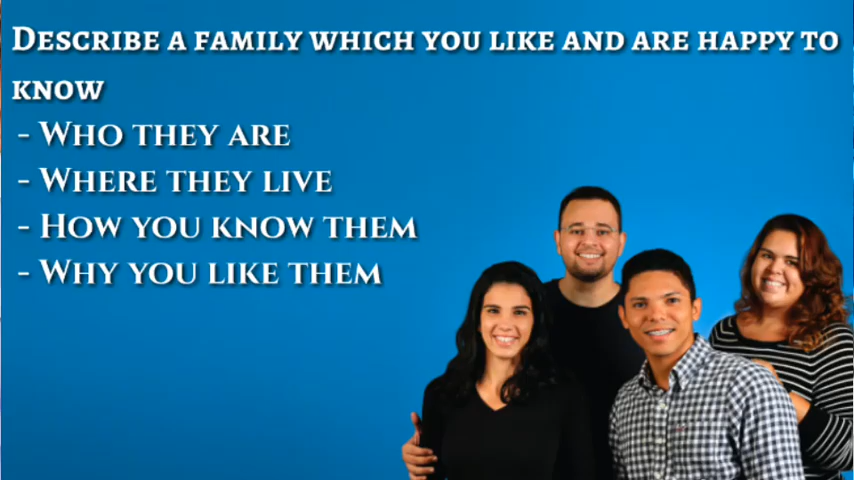 Describe a family which you like and are happy to
know
- Who they are
- Where they live
- How you know them
- Why you like them